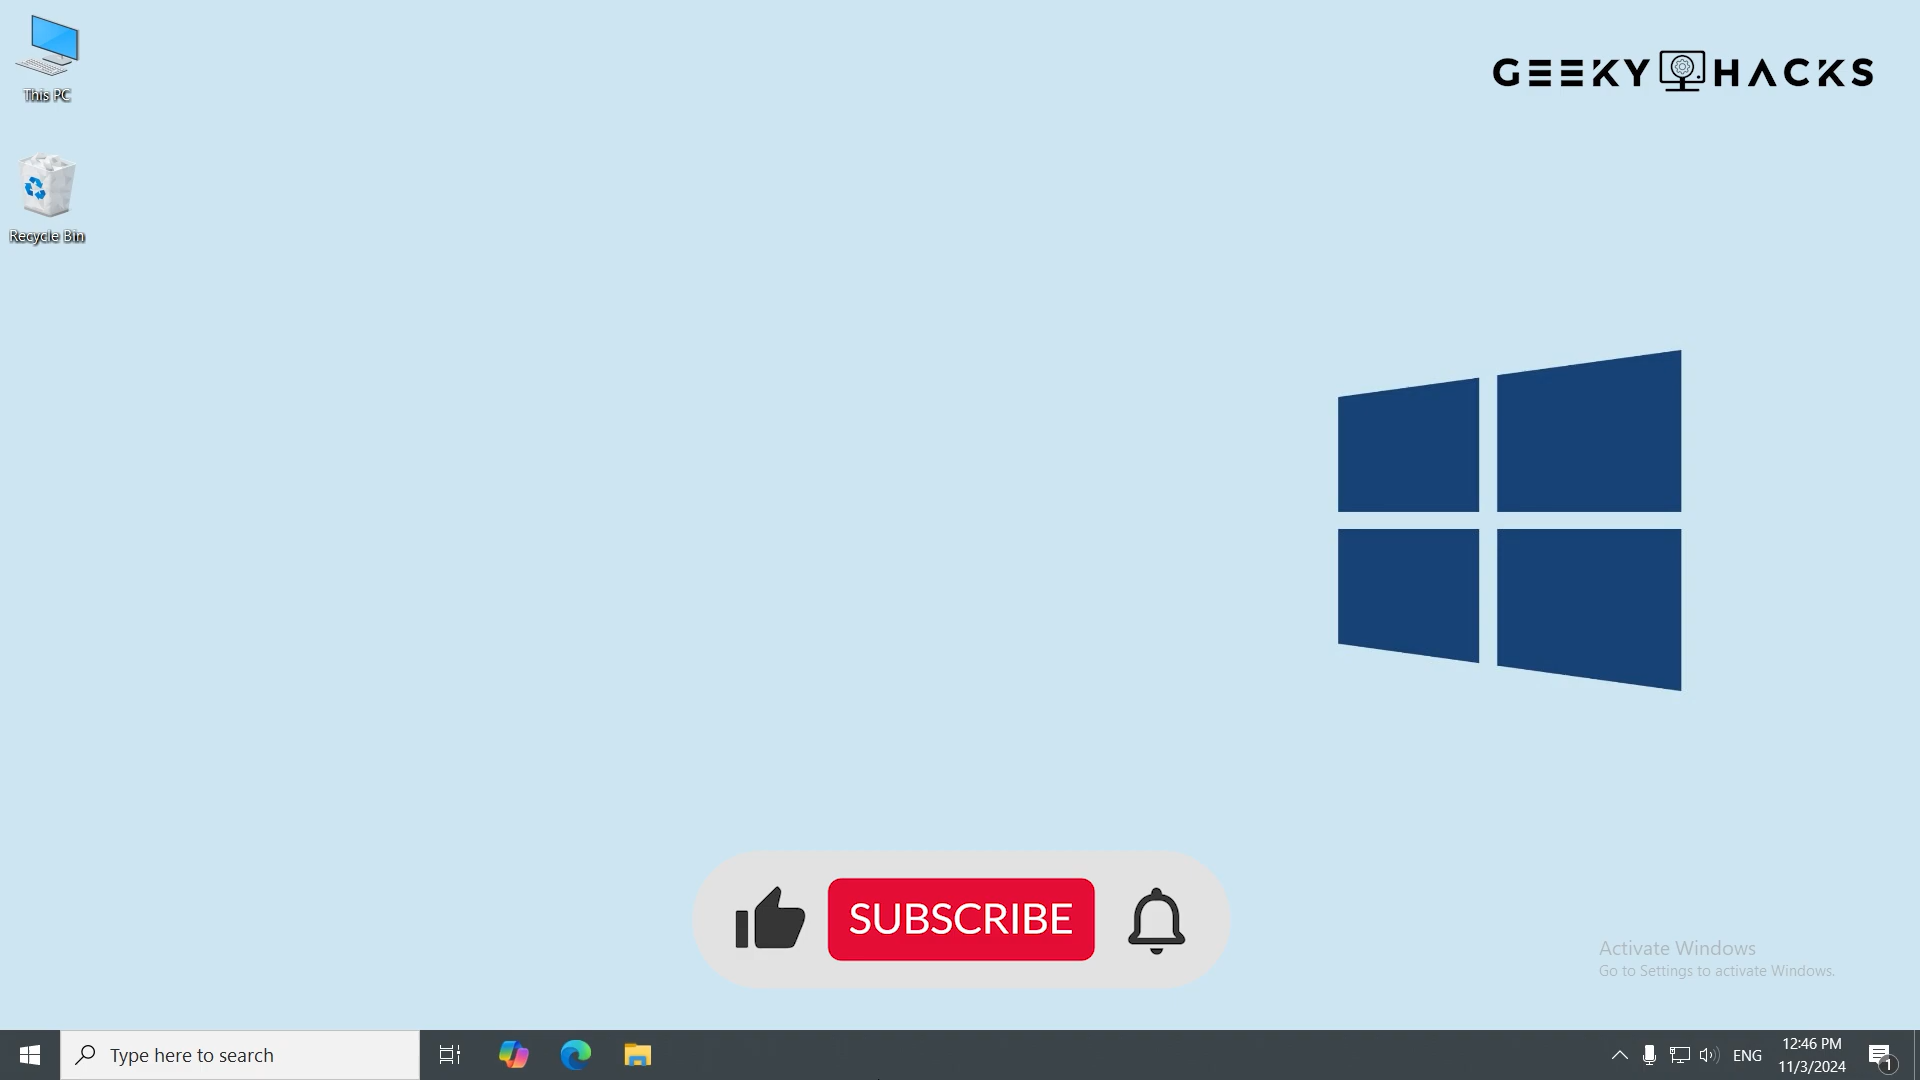 This PC
GEEKY HACKS
Recycle Bin
SUBSCRIBE
Activate Windows
Go to Settings to activate Windows.
Type here to search
ENG
12:46 PM
11/3/2024
1